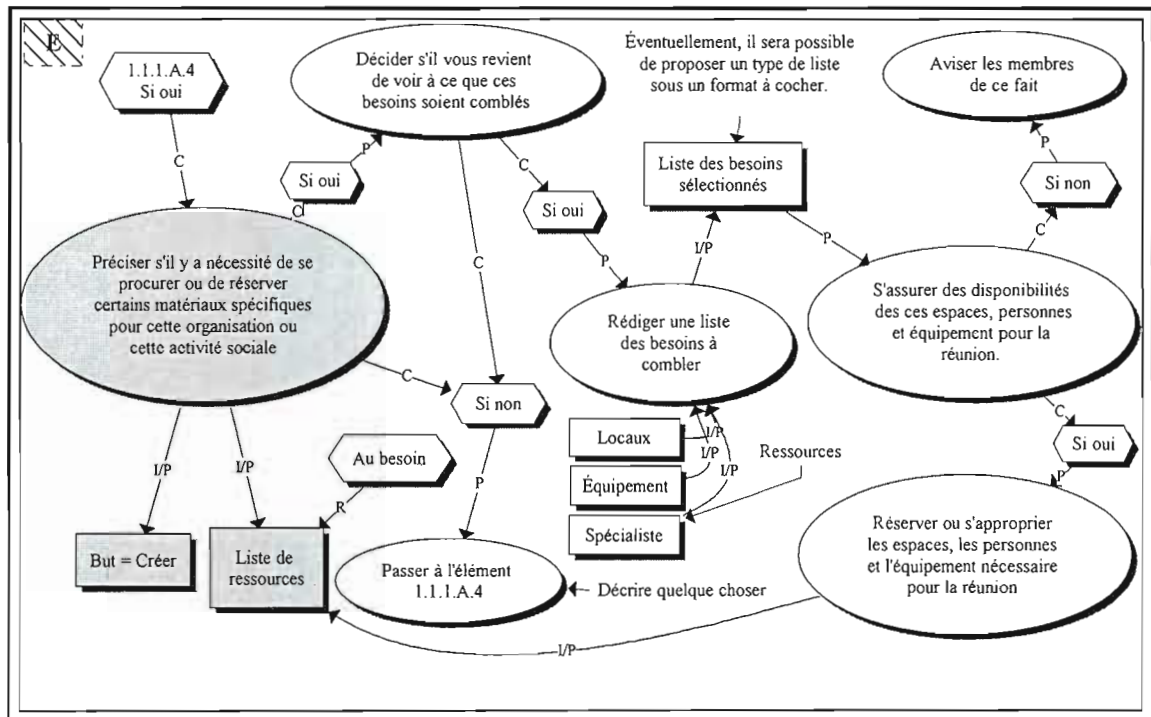 E
1.1.1.A.4
Si oui
C
Préciser s'il y a nécessité de se
procurer ou de réserver
certains matériaux spécifiques
pour cette organisation ou
cette activité sociale
C
Si oui
P
Décider s'il vous revient
de voir à ce que ces
besoins soient comblés
C
Si oui
P
C
C
Si non
P
Passer à l'élément
1.1.1.A.4
Décrire quelque choser
I/P
But = Créer
I/P
Liste de
ressources
Au besoin
R
Rédiger une liste
des besoins à
combler
I/P
Locaux
I/P
Équipement
I/P
Spécialiste
I/P
Ressources
Éventuellement, il sera possible
de proposer un type de liste
sous un format à cocher.
Liste des besoins
sélectionnés
P
S'assurer des disponibilités
des ces espaces, personnes
et équipement pour la
réunion.
C
Si non
P
Aviser les membres
de ce fait
C
Si oui
P
Réserver ou s'approprier
les espaces, les personnes
et l'équipement nécessaire
pour la réunion
I/P